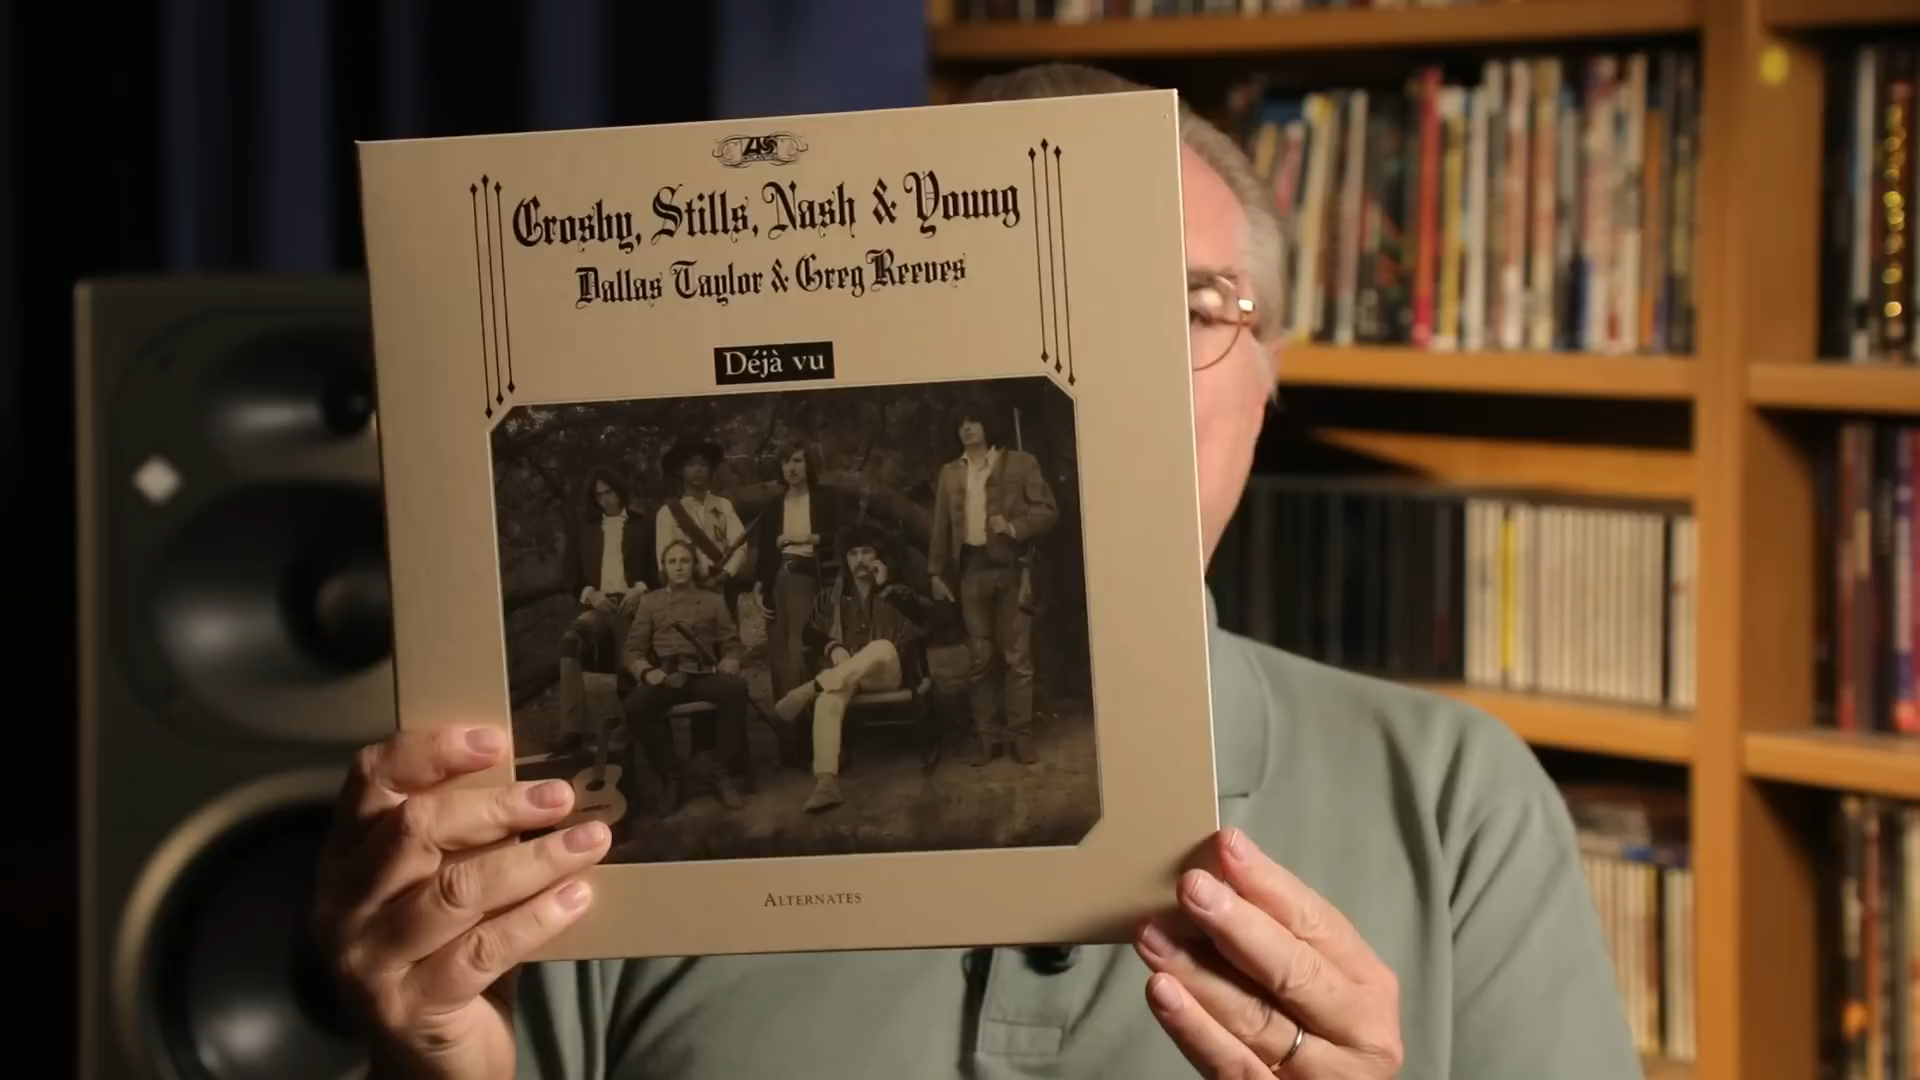 Crosby, Stills, Nash & Young
Dallas Taylor & Greg Reeves
Déjà vu
ALTERNATES